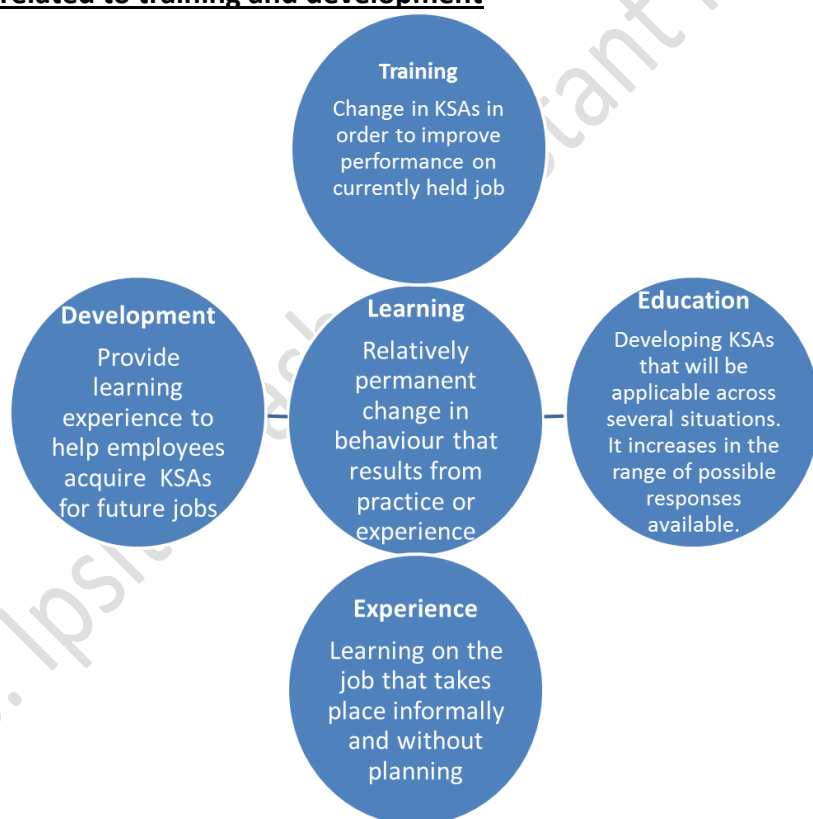 related to training and development
Training
Change in KSAs in
order to improve
performance on
currently held job
Development
Provide
learning
experience to
help employees
acquire KSAs
for future jobs
Learning
Relatively
permanent
change in
behaviour that
results from
practice or
experience
Education
Developing KSAs
that will be
applicable across
several situations.
It increases in the
range of possible
responses
available.
Experience
Learning on the
job that takes
place informally
and without
planning